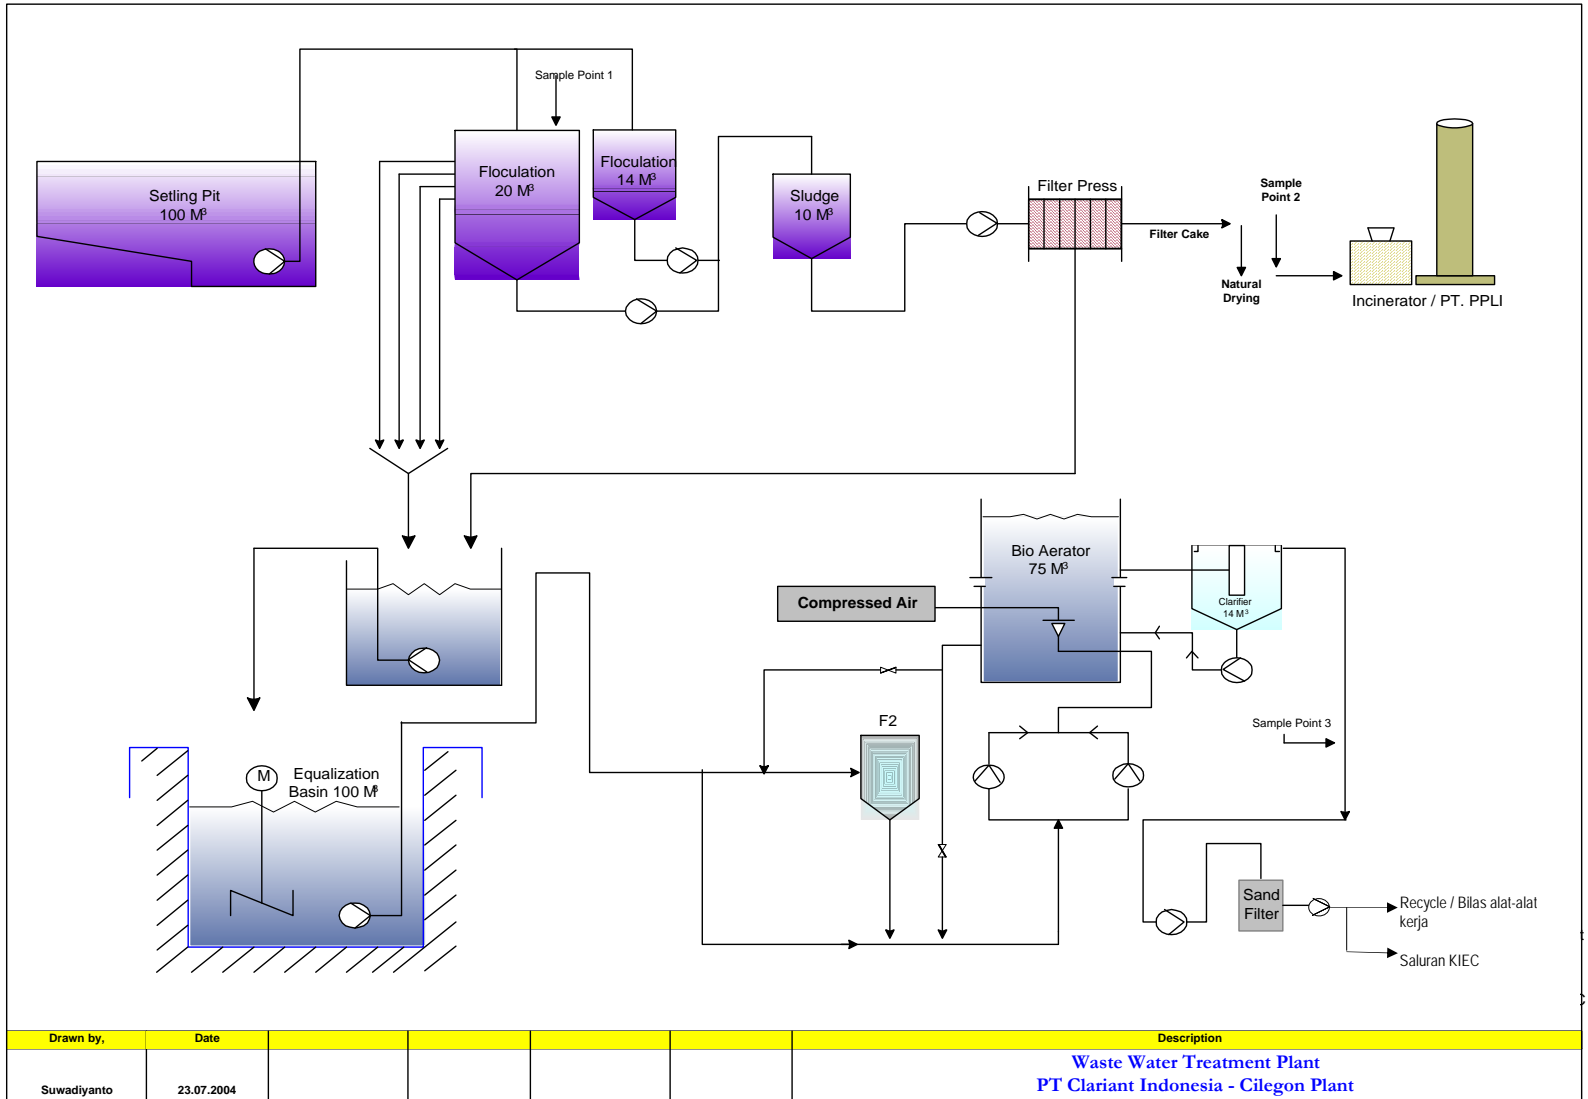 Sample Point 1
Setling Pit
100 M³
Floculation
20 M³
Floculation
14 M³
Sludge
10 M³
Filter Press
Filter Cake
Sample
Point 2
Natural
Drying
Incinerator / PT. PPLI
Bio Aerator
75 M³
Compressed Air
Clarifier
14 M³
F2
Sample Point 3
M
Equalization
Basin 100 M³
Sand
Filter
Recycle / Bilas alat-alat
kerja
Saluran KIEC
Drawn by,
Date
Description
Suwadiyanto
23.07.2004
Waste Water Treatment Plant
PT Clariant Indonesia - Cilegon Plant